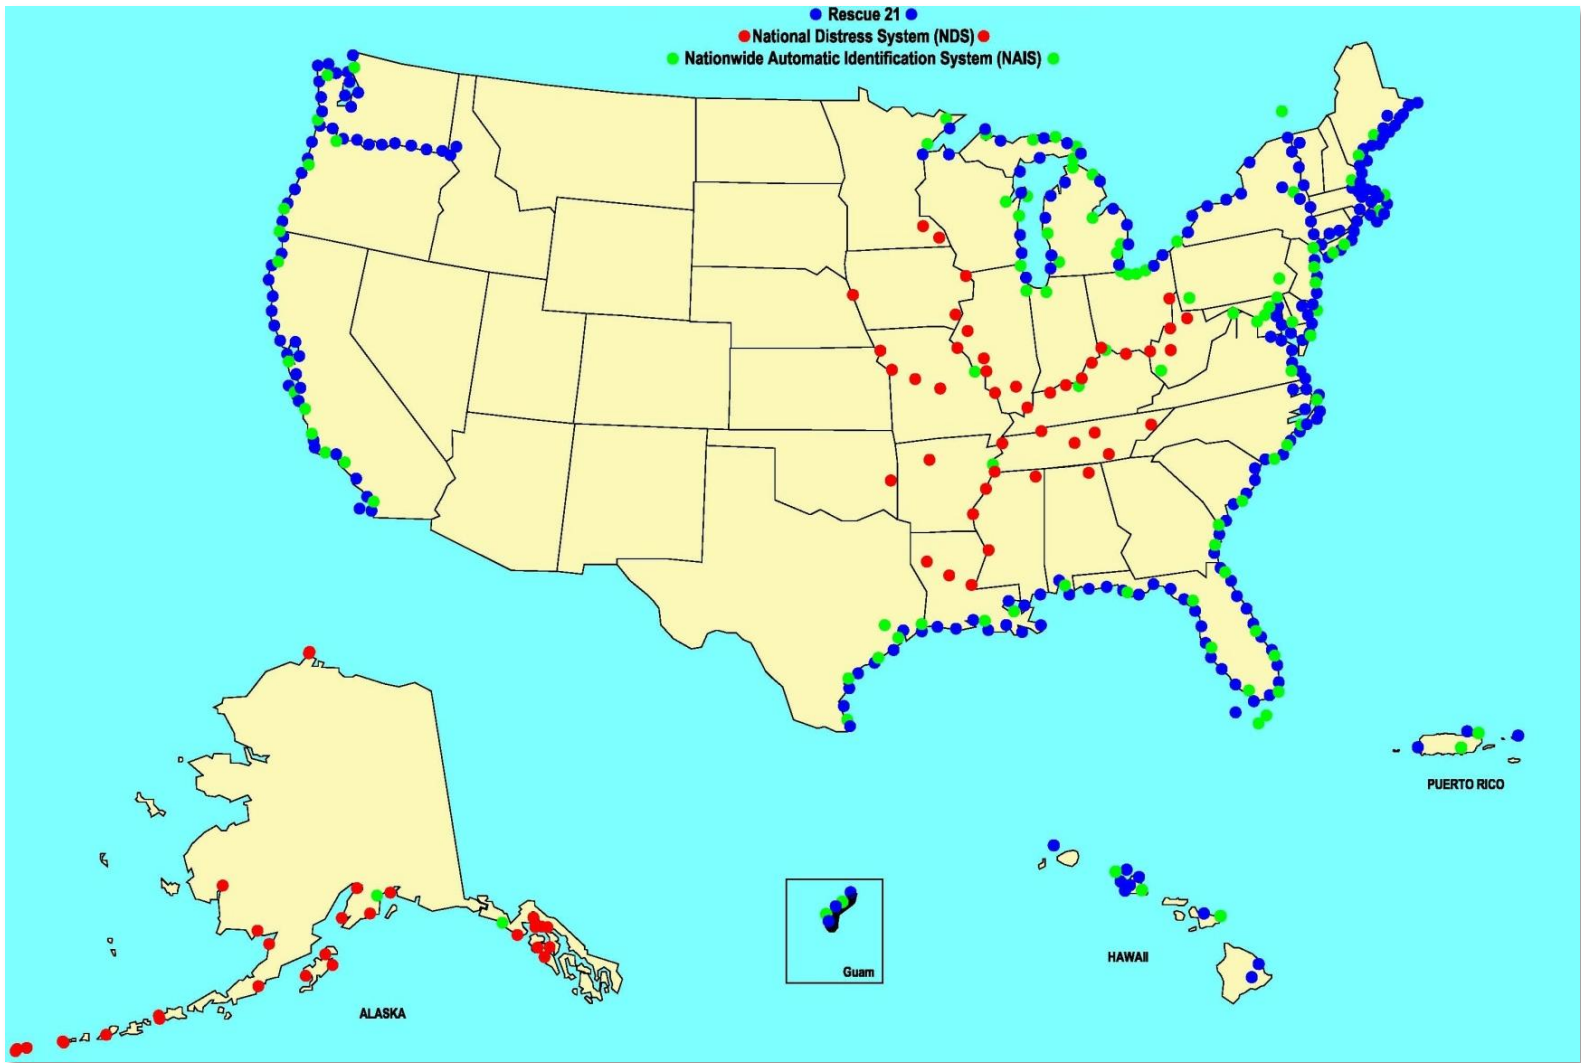 Rescue 21
National Distress System (NDS)
Nationwide Automatic Identification System (NAIS)
PUERTO RICO
HAWAII
Guam
ALASKA